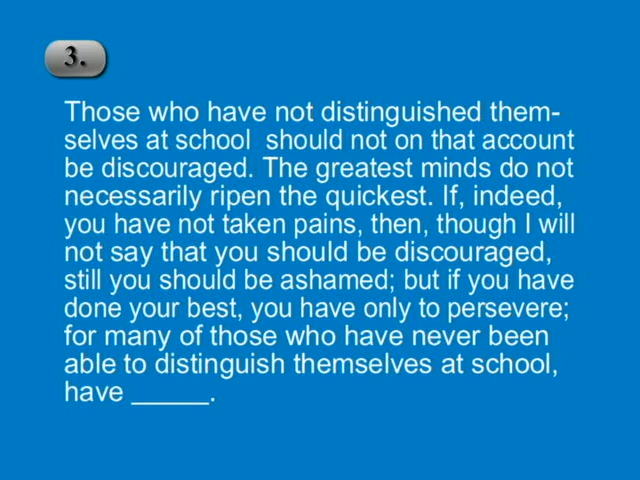 3.
Those who have not distinguished them-
selves at school  should not on that account
be discouraged. The greatest minds do not
necessarily ripen the quickest. If, indeed,
you have not taken pains, then, though I will
not say that you should be discouraged,
still you should be ashamed; but if you have
done your best, you have only to persevere;
for many of those who have never been
able to distinguish themselves at school,
have _____.